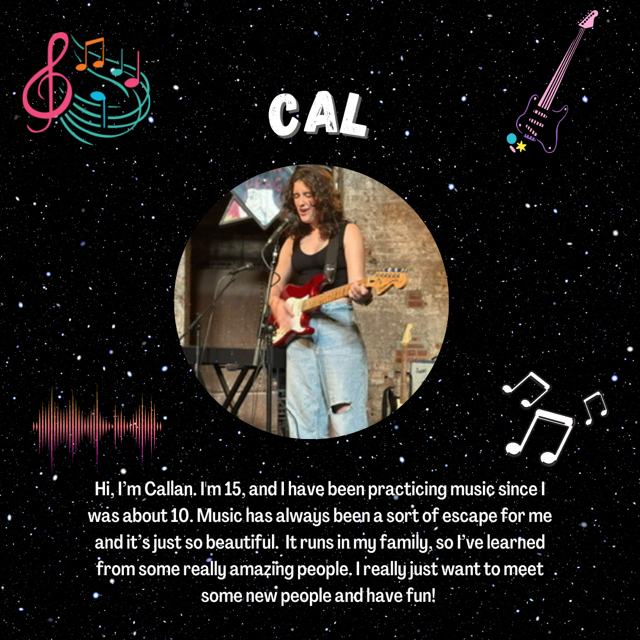 CAL
Hi, I'm Callan. I'm 15, and I have been practicing music since I
was about 10. Music has always been a sort of escape for me
and it's just so beautiful.  It runs in my family, so I've learned
from some really amazing people. I really just want to meet
some new people and have fun!